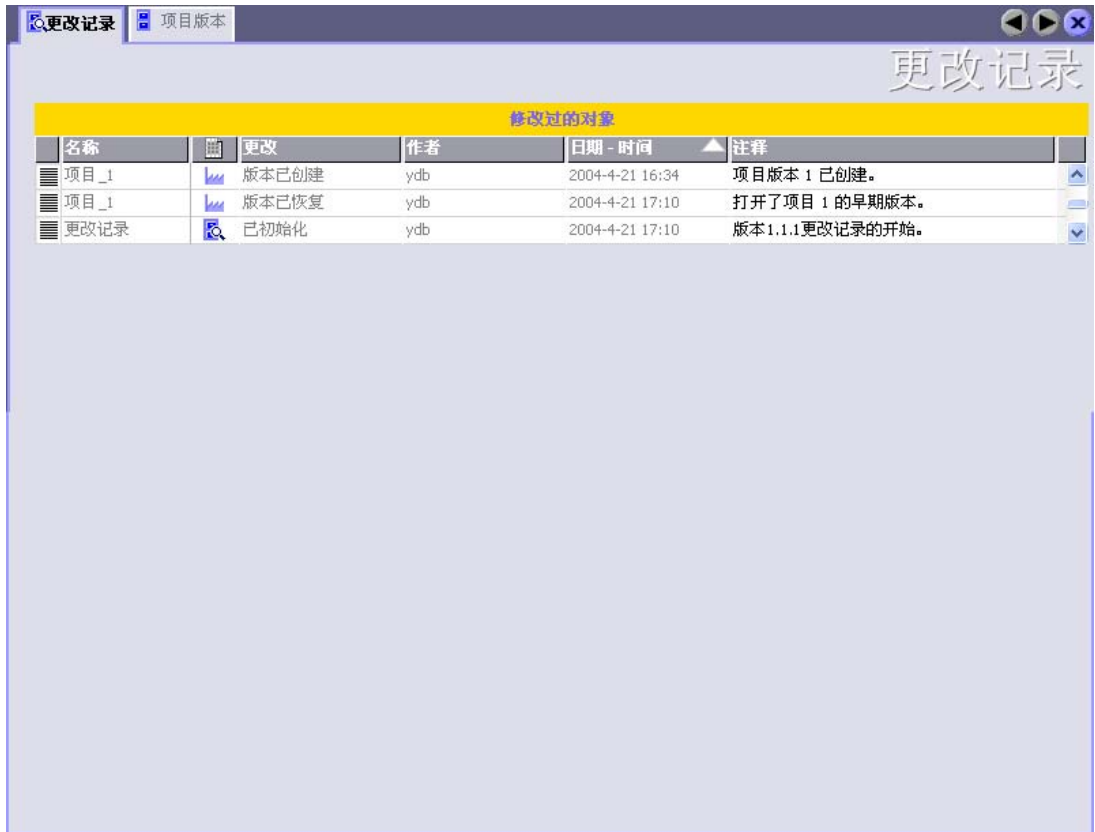 更改记录 项目版本
更改记录
修改过的对象
名称 更改 作者 日期 - 时间 注释
项目_1 版本已创建 ydb 2004-4-21 16:34 项目版本 1 已创建。
项目_1 版本已恢复 ydb 2004-4-21 17:10 打开了项目 1 的早期版本。
更改记录 已初始化 ydb 2004-4-21 17:10 版本1.1.1更改记录的开始。